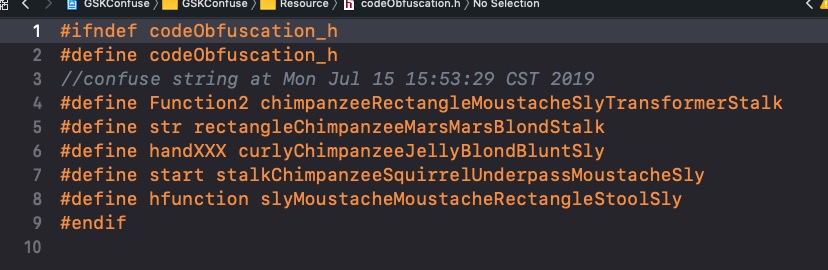 GSKConfuse 〉 GSKConfuse 〉 Resource 〉 h codeObfuscation.h 〉 No Selection
1 #ifndef codeObfuscation_h
2 #define codeObfuscation_h
3 //confuse string at Mon Jul 15 15:53:29 CST 2019
4 #define Function2 chimpanzeeRectangleMoustacheSlyTransformerStalk
5 #define str rectangleChimpanzeeMarsMarsBlondStalk
6 #define handXXX curlyChimpanzeeJellyBlondBluntSly
7 #define start stalkChimpanzeeSquirrelUnderpassMoustacheSly
8 #define hfunction slyMoustacheMoustacheRectangleStoolSly
9 #endif
10